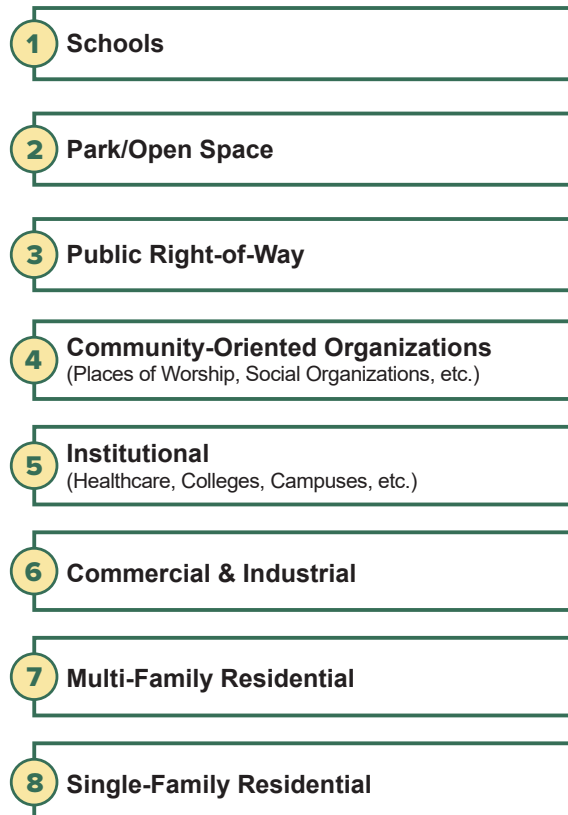 1 Schools
2 Park/Open Space
3 Public Right-of-Way
4 Community-Oriented Organizations
(Places of Worship, Social Organizations, etc.)
5 Institutional
(Healthcare, Colleges, Campuses, etc.)
6 Commercial & Industrial
7 Multi-Family Residential
8 Single-Family Residential